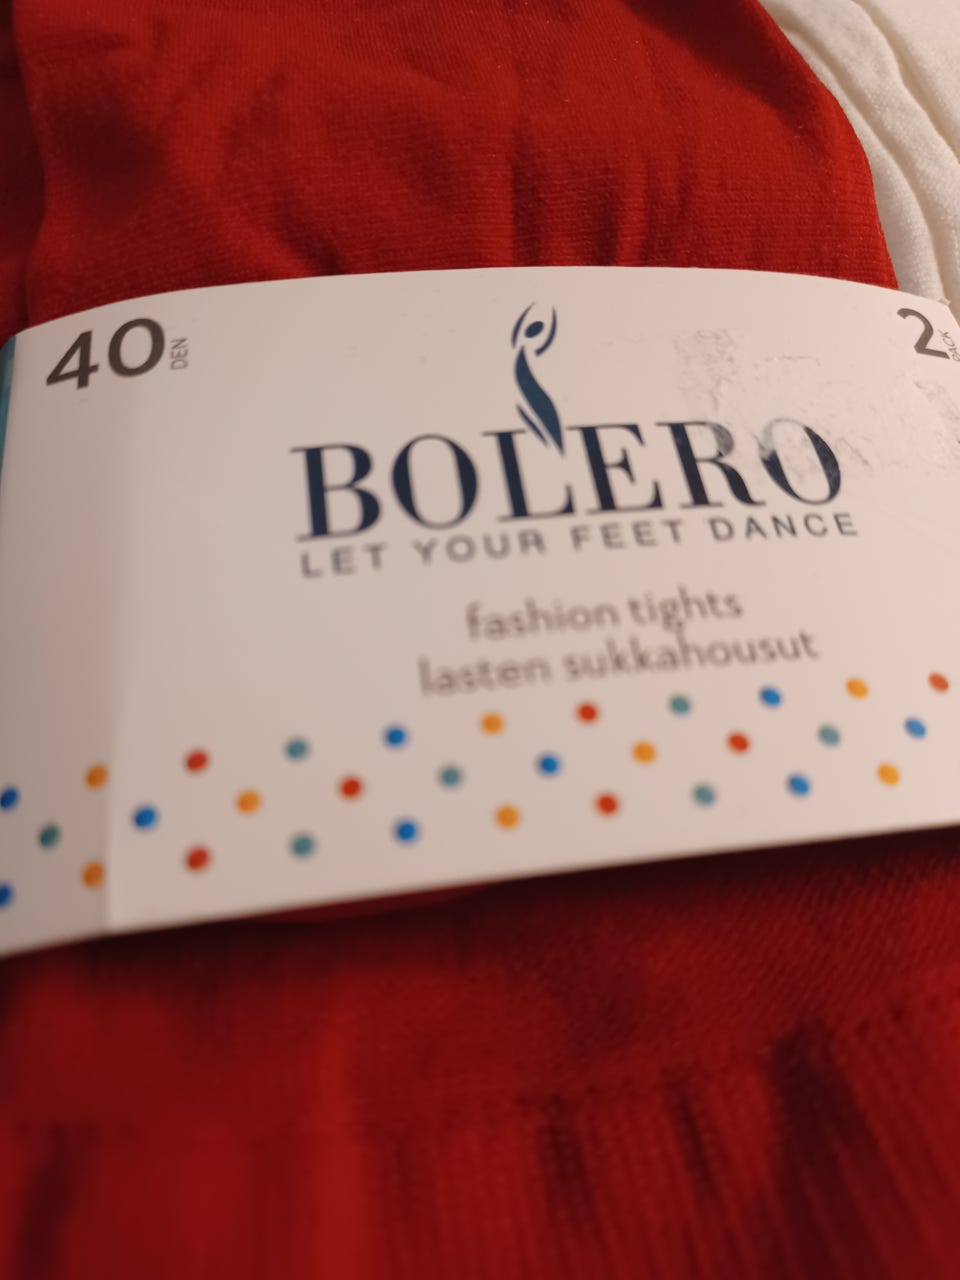 40 DEN
2 PACK
BOLERO
LET YOUR FEET DANCE
fashion tights
lasten sukkahousut